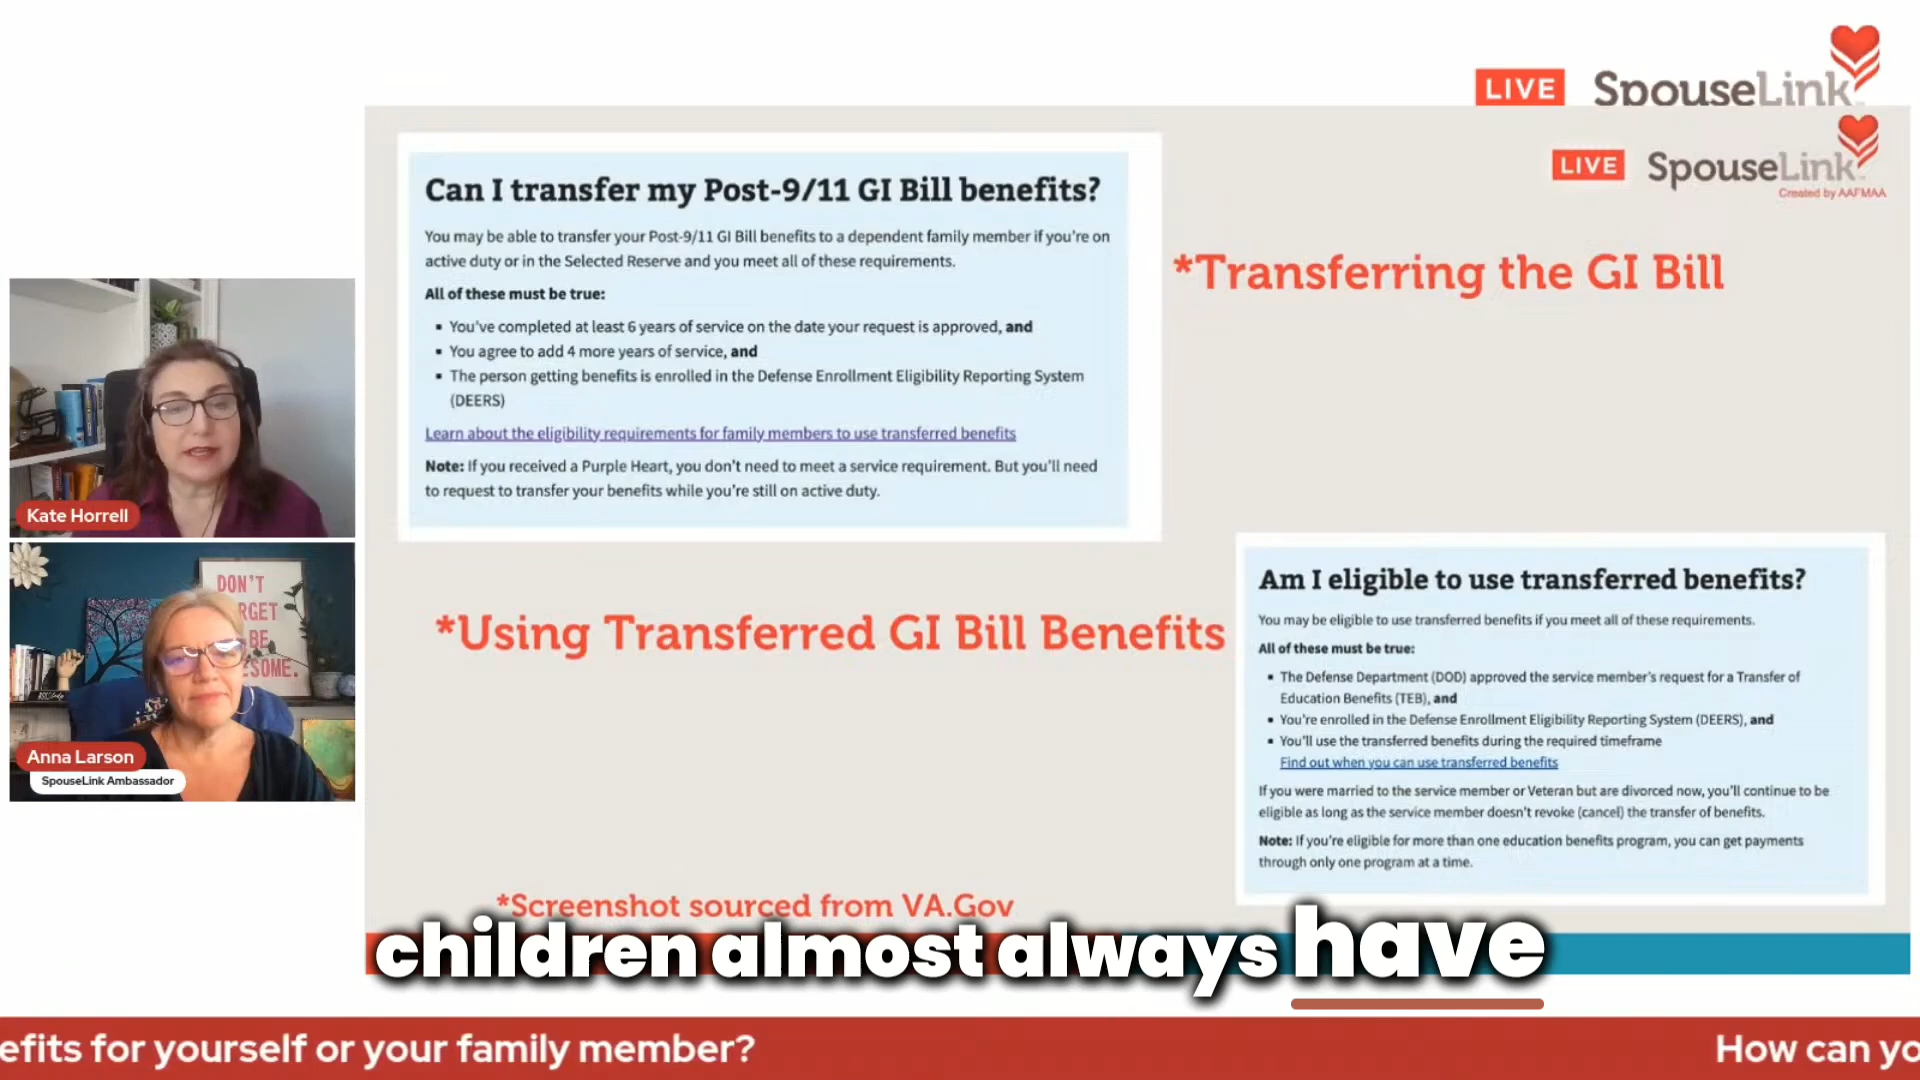 LIVE SpouseLink
LIVE SpouseLink
Created by AAFMAA
Can I transfer my Post-9/11 GI Bill benefits?
You may be able to transfer your Post-9/11 GI Bill benefits to a dependent family member if you're on
active duty or in the Selected Reserve and you meet all of these requirements.
All of these must be true:
▪ You've completed at least 6 years of service on the date your request is approved, and
▪ You agree to add 4 more years of service, and
▪ The person getting benefits is enrolled in the Defense Enrollment Eligibility Reporting System
(DEERS)
Learn about the eligibility requirements for family members to use transferred benefits
Note: If you received a Purple Heart, you don't need to meet a service requirement. But you'll need
to request to transfer your benefits while you're still on active duty.
*Transferring the GI Bill
Kate Horrell
DON'T
BE
Anna Larson
SpouseLink Ambassador
*Using Transferred GI Bill Benefits
Am I eligible to use transferred benefits?
You may be eligible to use transferred benefits if you meet all of these requirements.
All of these must be true:
▪ The Defense Department (DOD) approved the service member's request for a Transfer of
Education Benefits (TEB), and
▪ You're enrolled in the Defense Enrollment Eligibility Reporting System (DEERS), and
▪ You'll use the transferred benefits during the required timeframe
Find out when you can use transferred benefits
If you were married to the service member or Veteran but are divorced now, you'll continue to be
eligible as long as the service member doesn't revoke (cancel) the transfer of benefits.
Note: If you're eligible for more than one education benefits program, you can get payments
through only one program at a time.
*Screenshot sourced from VA.Gov
children almost always have
efits for yourself or your family member?
How can yo